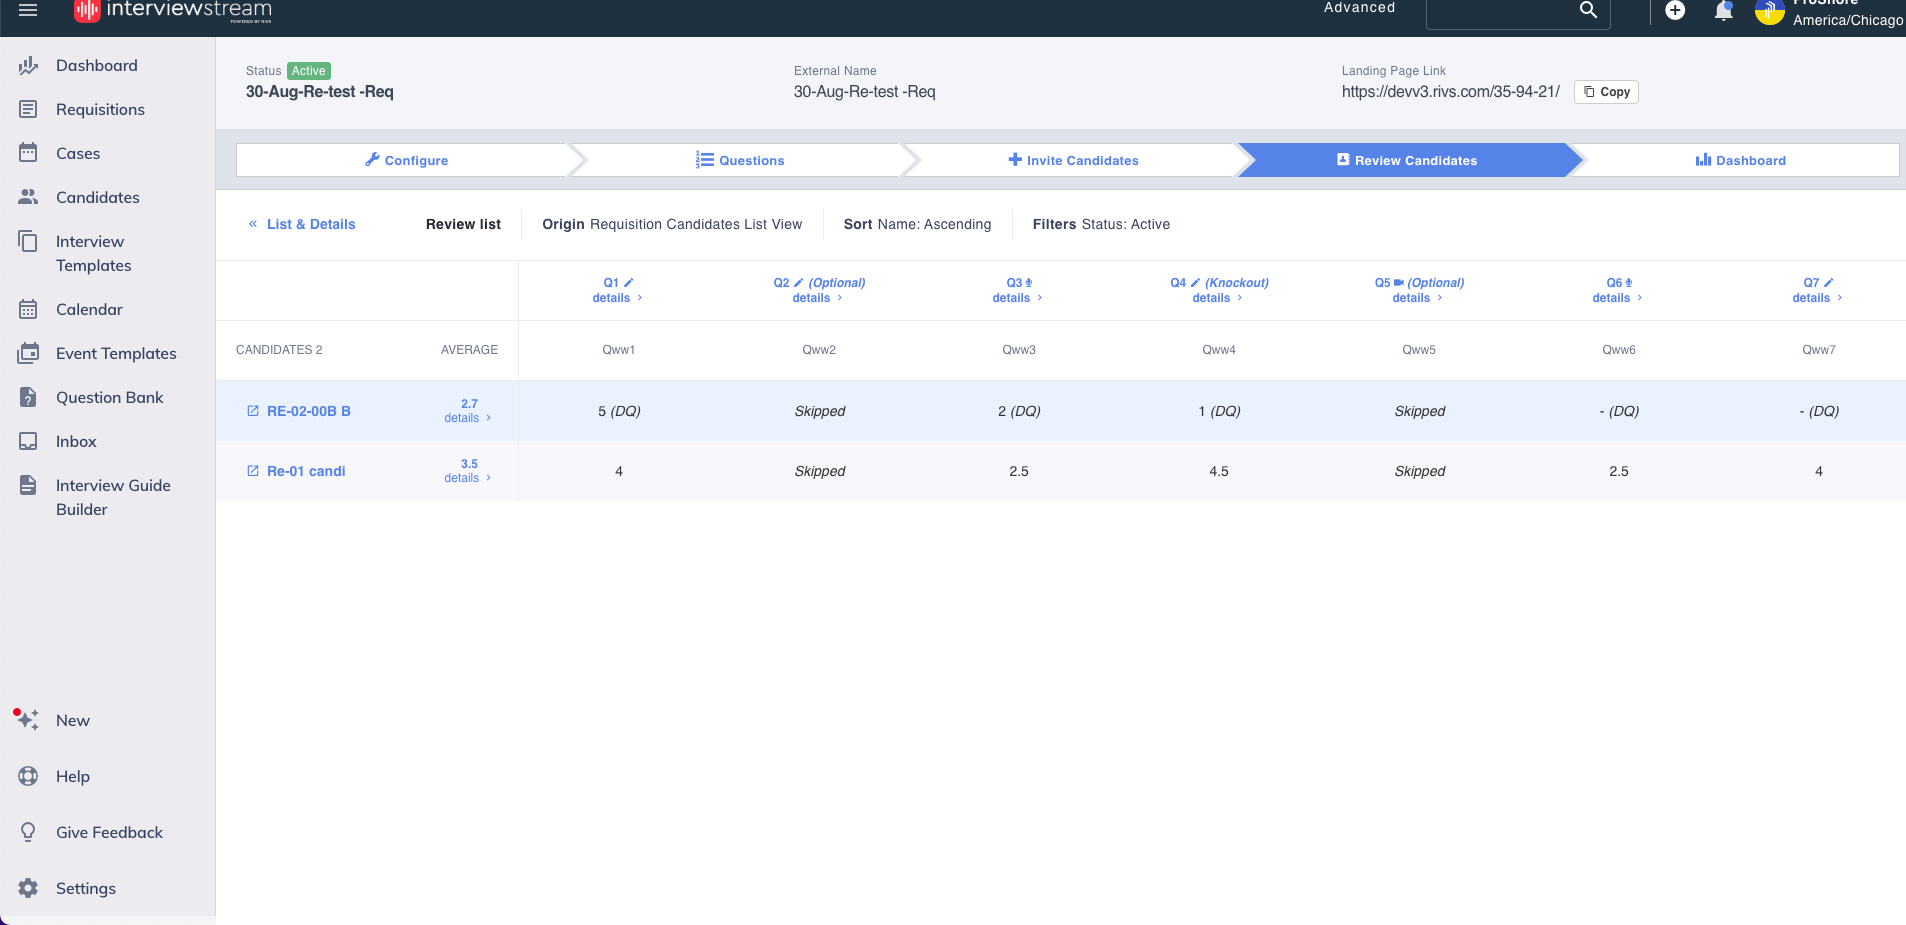 interviewstream
POWERED BY RIVS
Advanced
ProShore
America/Chicago
Dashboard
Requisitions
Cases
Candidates
Interview
Templates
Calendar
Event Templates
Question Bank
Inbox
Interview Guide
Builder
New
Help
Give Feedback
Settings
Status Active
30-Aug-Re-test -Req
External Name
30-Aug-Re-test -Req
Landing Page Link
https://devv3.rivs.com/35-94-21/ Copy
Configure Questions Invite Candidates Review Candidates Dashboard
« List & Details Review list Origin Requisition Candidates List View Sort Name: Ascending Filters Status: Active
Q1 Q2 (Optional) Q3 Q4 (Knockout) Q5 (Optional) Q6 Q7
details › details › details › details › details › details › details ›
CANDIDATES 2 AVERAGE Qww1 Qww2 Qww3 Qww4 Qww5 Qww6 Qww7
RE-02-00B B 2.7 details › 5 (DQ) Skipped 2 (DQ) 1 (DQ) Skipped - (DQ) - (DQ)
Re-01 candi 3.5 details › 4 Skipped 2.5 4.5 Skipped 2.5 4